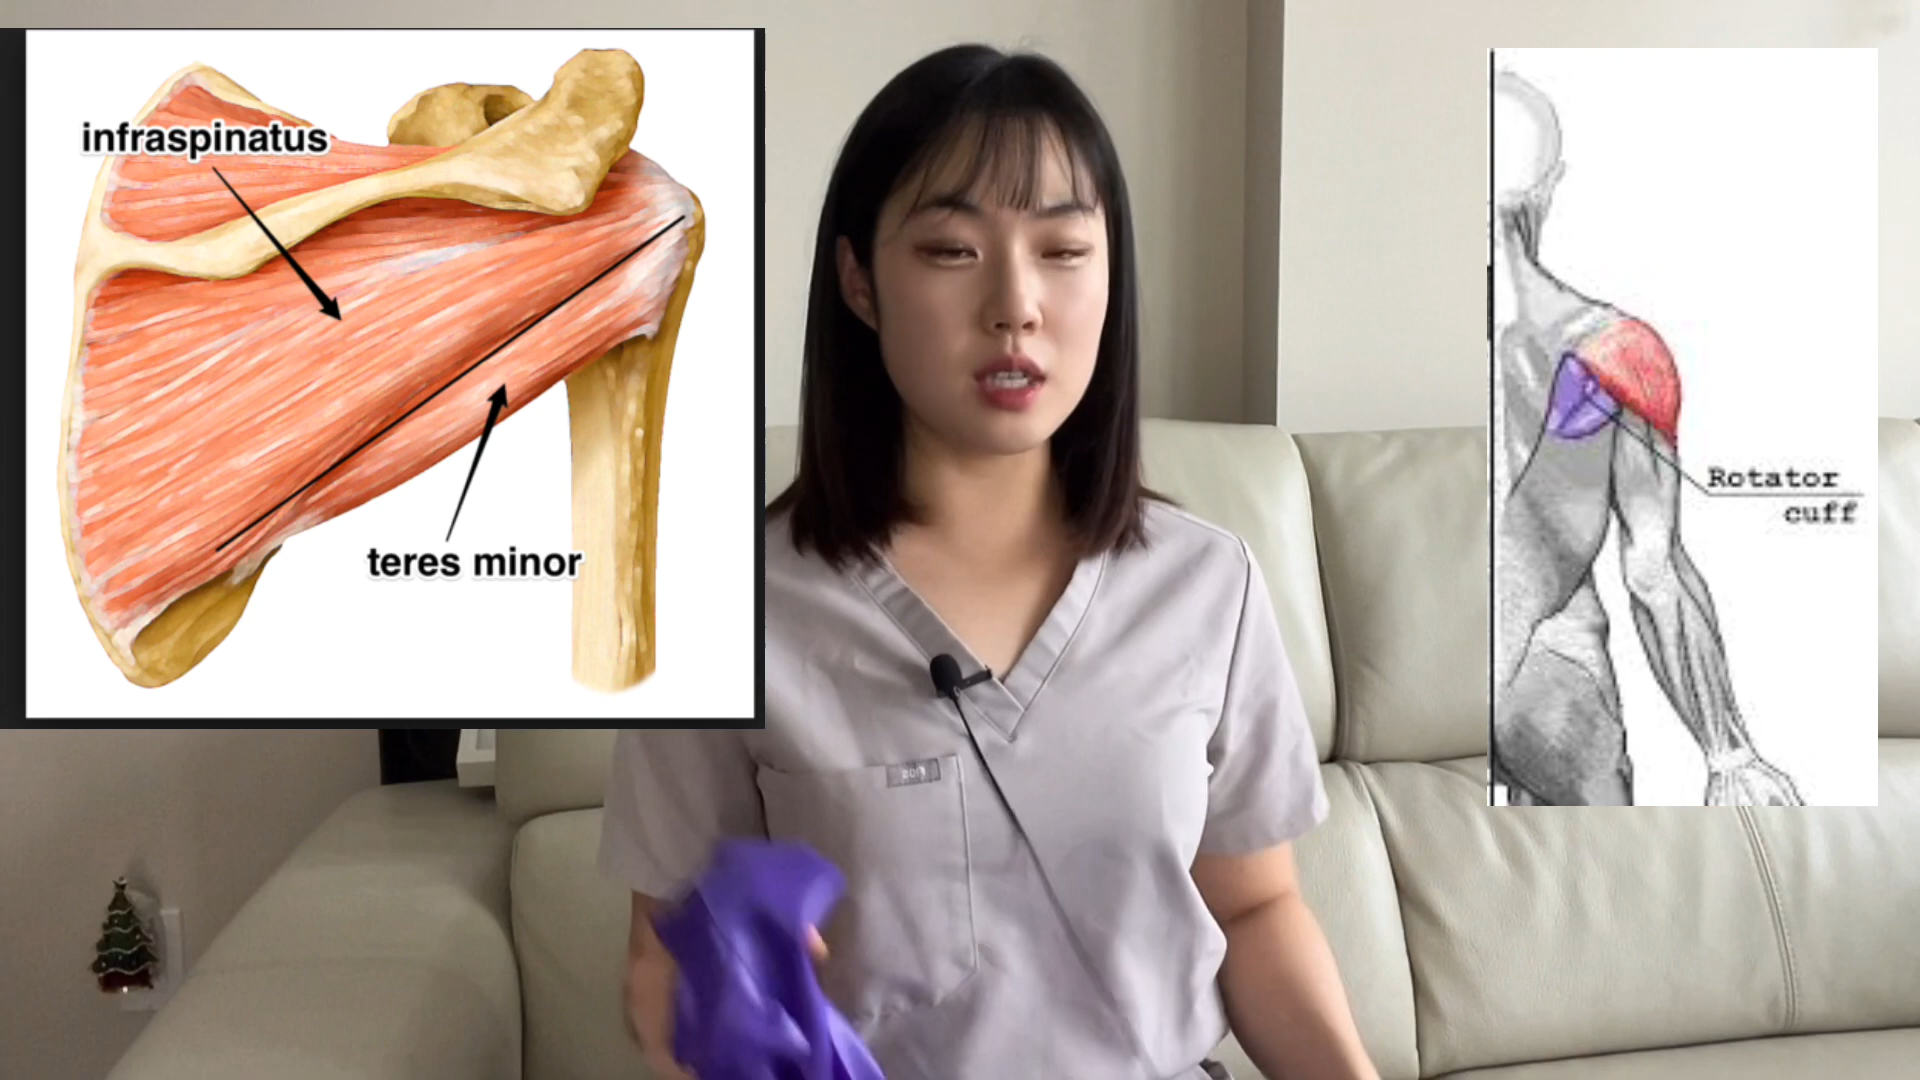 infraspinatus
teres minor
Rotator
cuff